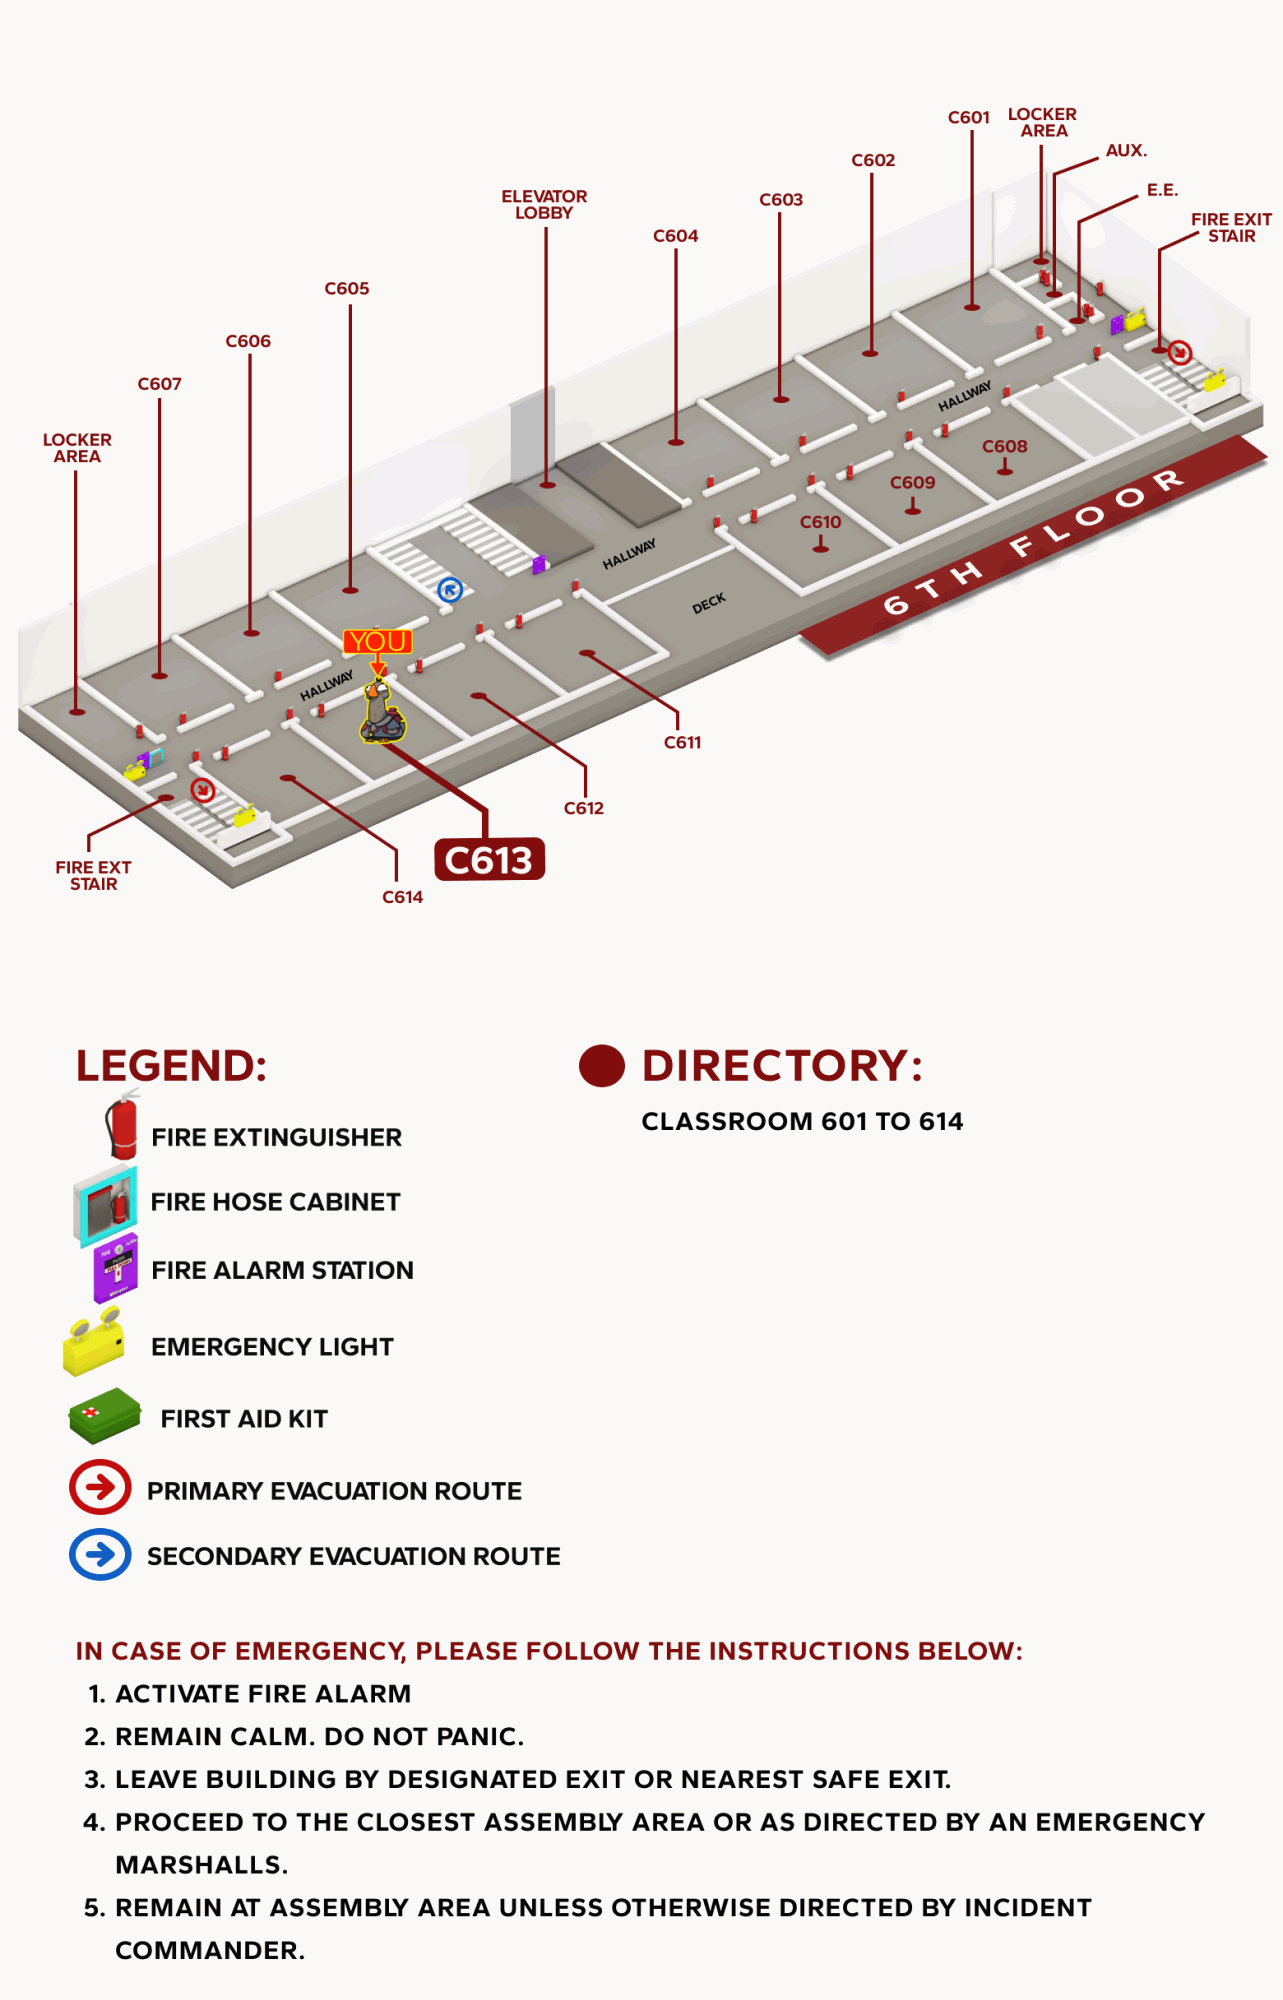 C601
LOCKER
AREA
AUX.
C602
E.E.
ELEVATOR
LOBBY
C603
FIRE EXIT
STAIR
C604
C605
C606
C607
LOCKER
AREA
HALLWAY
C608
C609
C610
HALLWAY
DECK
6TH FLOOR
YOU
HALLWAY
C611
C612
C613
FIRE EXT
STAIR
C614
LEGEND:
FIRE EXTINGUISHER
FIRE HOSE CABINET
FIRE ALARM STATION
EMERGENCY LIGHT
FIRST AID KIT
PRIMARY EVACUATION ROUTE
SECONDARY EVACUATION ROUTE
DIRECTORY:
CLASSROOM 601 TO 614
IN CASE OF EMERGENCY, PLEASE FOLLOW THE INSTRUCTIONS BELOW:
1. ACTIVATE FIRE ALARM
2. REMAIN CALM. DO NOT PANIC.
3. LEAVE BUILDING BY DESIGNATED EXIT OR NEAREST SAFE EXIT.
4. PROCEED TO THE CLOSEST ASSEMBLY AREA OR AS DIRECTED BY AN EMERGENCY
MARSHALLS.
5. REMAIN AT ASSEMBLY AREA UNLESS OTHERWISE DIRECTED BY INCIDENT
COMMANDER.